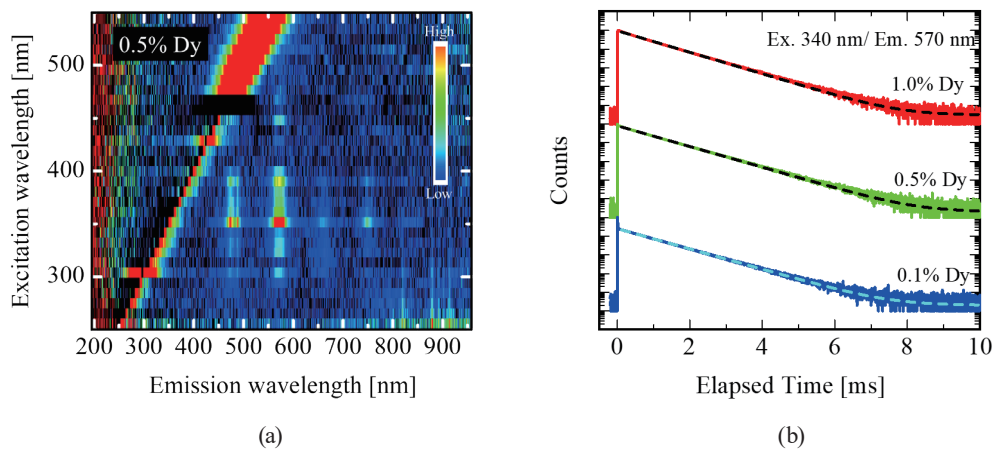 0.5% Dy
High
Low
500
400
300
Excitation wavelength [nm]
200 300 400 500 600 700 800 900
Emission wavelength [nm]
(a)
Ex. 340 nm/ Em. 570 nm
1.0% Dy
0.5% Dy
0.1% Dy
Counts
0 2 4 6 8 10
Elapsed Time [ms]
(b)